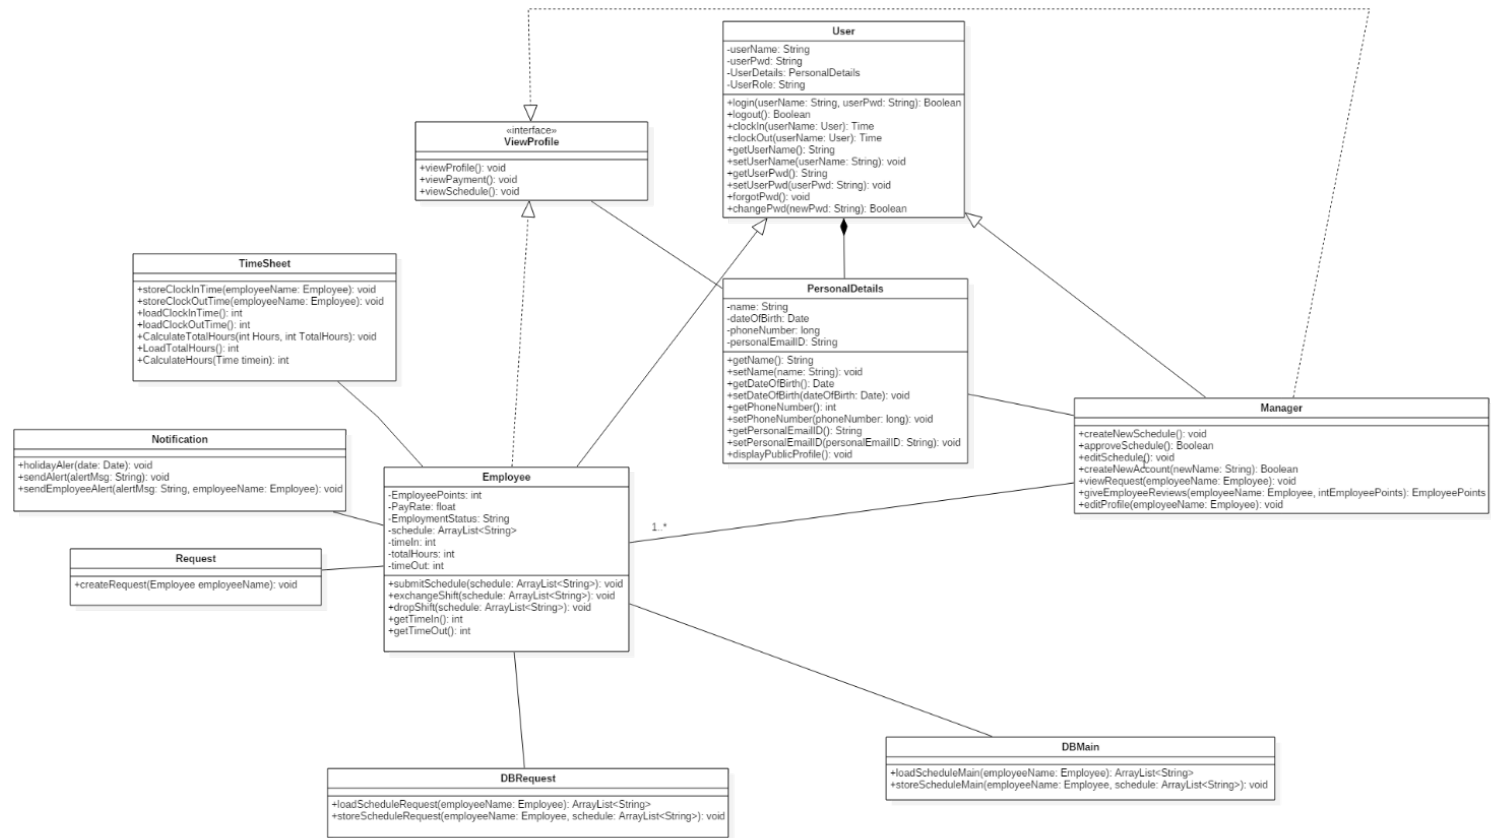 User
-userName: String
-userPwd: String
-UserDetails: PersonalDetails
-UserRole: String
+login(userName: String, userPwd: String): Boolean
+logout(): Boolean
+clockIn(userName: User): Time
+clockOut(userName: User): Time
+getUserName(): String
+setUserName(userName: String): void
+getUserPwd(): String
+setUserPwd(userPwd: String): void
+forgotPwd(): void
+changePwd(newPwd: String): Boolean
«interface»
ViewProfile
+viewProfile(): void
+viewPayment(): void
+viewSchedule(): void
TimeSheet
+storeClockInTime(employeeName: Employee): void
+storeClockOutTime(employeeName: Employee): void
+loadClockInTime(): int
+loadClockOutTime(): int
+CalculateTotalHours(int Hours, int TotalHours): void
+LoadTotalHours(): int
+CalculateHours(Time timein): int
PersonalDetails
-name: String
-dateOfBirth: Date
-phoneNumber: long
-personalEmailID: String
+getName(): String
+setName(name: String): void
+getDateOfBirth(): Date
+setDateOfBirth(dateOfBirth: Date): void
+getPhoneNumber(): int
+setPhoneNumber(phoneNumber: long): void
+getPersonalEmailID(): String
+setPersonalEmailID(personalEmailID: String): void
+displayPublicProfile(): void
Manager
+createNewSchedule(): void
+approveSchedule(): Boolean
+editSchedule(): void
+createNewAccount(newName: String): Boolean
+viewRequest(employeeName: Employee): void
+giveEmployeeReviews(employeeName: Employee, intEmployeePoints): EmployeePoints
+editProfile(employeeName: Employee): void
Notification
+holidayAler(date: Date): void
+sendAlert(alertMsg: String): void
+sendEmployeeAlert(alertMsg: String, employeeName: Employee): void
Employee
-EmployeePoints: int
-PayRate: float
-EmploymentStatus: String
-schedule: ArrayList<String>
-timeIn: int
-totalHours: int
-timeOut: int
+submitSchedule(schedule: ArrayList<String>): void
+exchangeShift(schedule: ArrayList<String>): void
+dropShift(schedule: ArrayList<String>): void
+getTimeIn(): int
+getTimeOut(): int
1..*
Request
+createRequest(Employee employeeName): void
DBMain
+loadScheduleMain(employeeName: Employee): ArrayList<String>
+storeScheduleMain(employeeName: Employee, schedule: ArrayList<String>): void
DBRequest
+loadScheduleRequest(employeeName: Employee): ArrayList<String>
+storeScheduleRequest(employeeName: Employee, schedule: ArrayList<String>): void